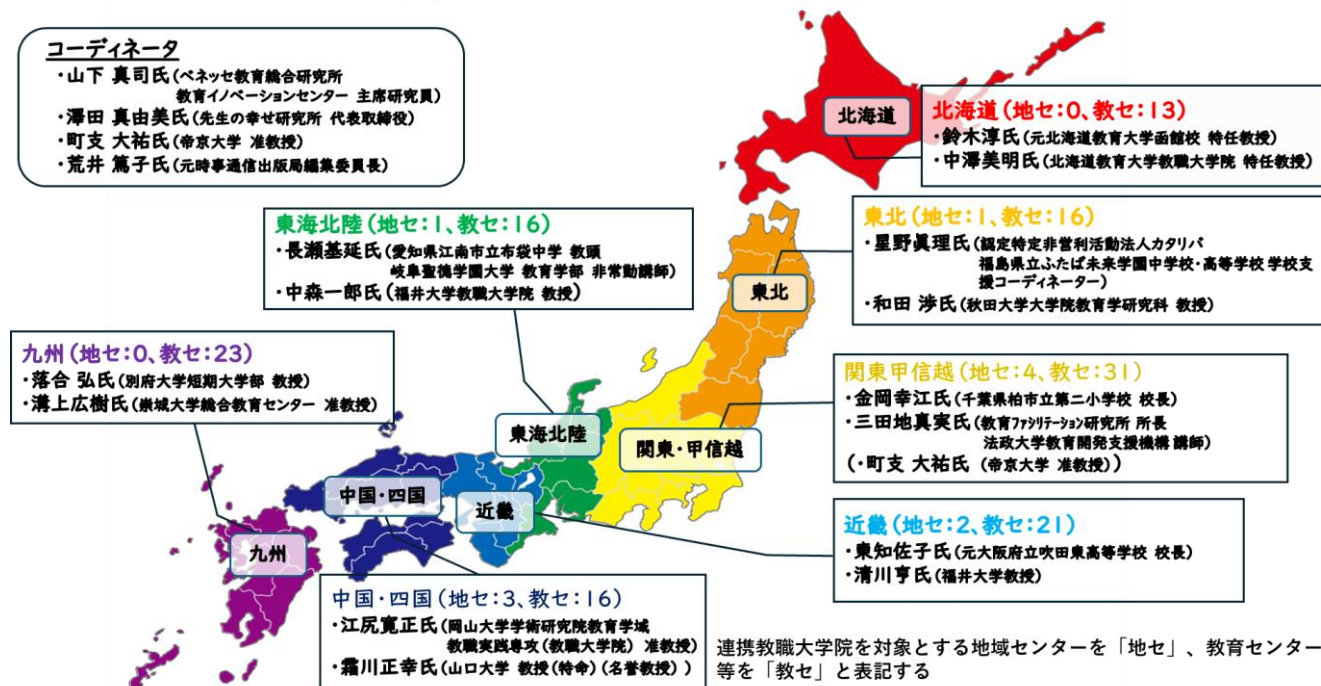 コーディネータ
・山下 真司氏(ベネッセ教育総合研究所
教育イノベーションセンター 主席研究員)
・澤田 真由美氏(先生の幸せ研究所 代表取締役)
・町支 大祐氏(帝京大学 准教授)
・荒井 篤子氏(元時事通信出版局編集委員長)
北海道
北海道(地セ:0、教セ:13)
・鈴木淳氏(元北海道教育大学函館校 特任教授)
・中澤美明氏(北海道教育大学教職大学院 特任教授)
東海北陸(地セ:1、教セ:16)
・長瀬基延氏(愛知県江南市立布袋中学 教頭
岐阜聖徳学園大学 教育学部 非常勤講師)
・中森一郎氏(福井大学教職大学院 教授)
東北(地セ:1、教セ:16)
・星野眞理氏(認定特定非営利活動法人カタリバ
福島県立ふたば未来学園中学校・高等学校 学校支
援コーディネーター)
・和田 渉氏(秋田大学大学院教育学研究科 教授)
東北
九州(地セ:0、教セ:23)
・落合 弘氏(別府大学短期大学部 教授)
・溝上広樹氏(崇城大学総合教育センター 准教授)
関東甲信越(地セ:4、教セ:31)
・金岡幸江氏(千葉県柏市立第二小学校 校長)
・三田地真実氏(教育ファシリテーション研究所 所長
法政大学教育開発支援機構 講師)
(・町支 大祐氏 (帝京大学 准教授))
東海北陸
関東・甲信越
中国・四国
近畿
九州
近畿(地セ:2、教セ:21)
・東知佐子氏(元大阪府立吹田東高等学校 校長)
・清川亨氏(福井大学教授)
中国・四国(地セ:3、教セ:16)
・江尻寛正氏(岡山大学学術研究院教育学域
教職実践専攻(教職大学院) 准教授)
・霜川正幸氏(山口大学 教授(特命)(名誉教授))
連携教職大学院を対象とする地域センターを「地セ」、教育センター
等を「教セ」と表記する